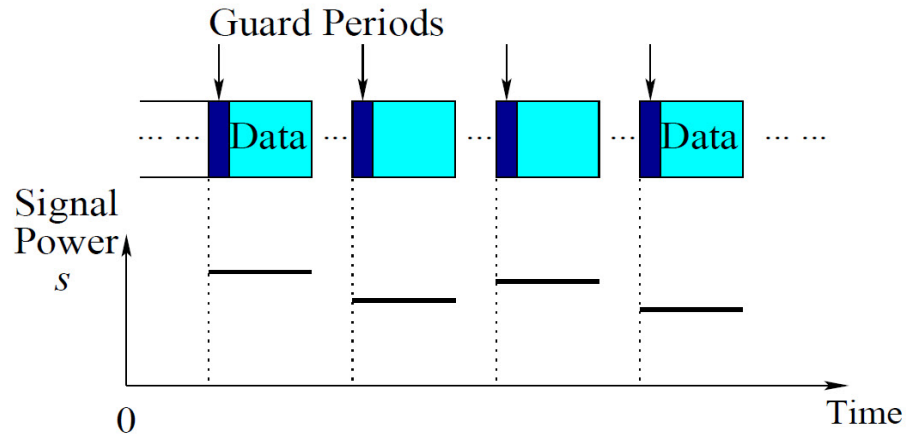 Guard Periods
... ... Data ... ... ... Data ... ...
Signal
Power
s
0
Time